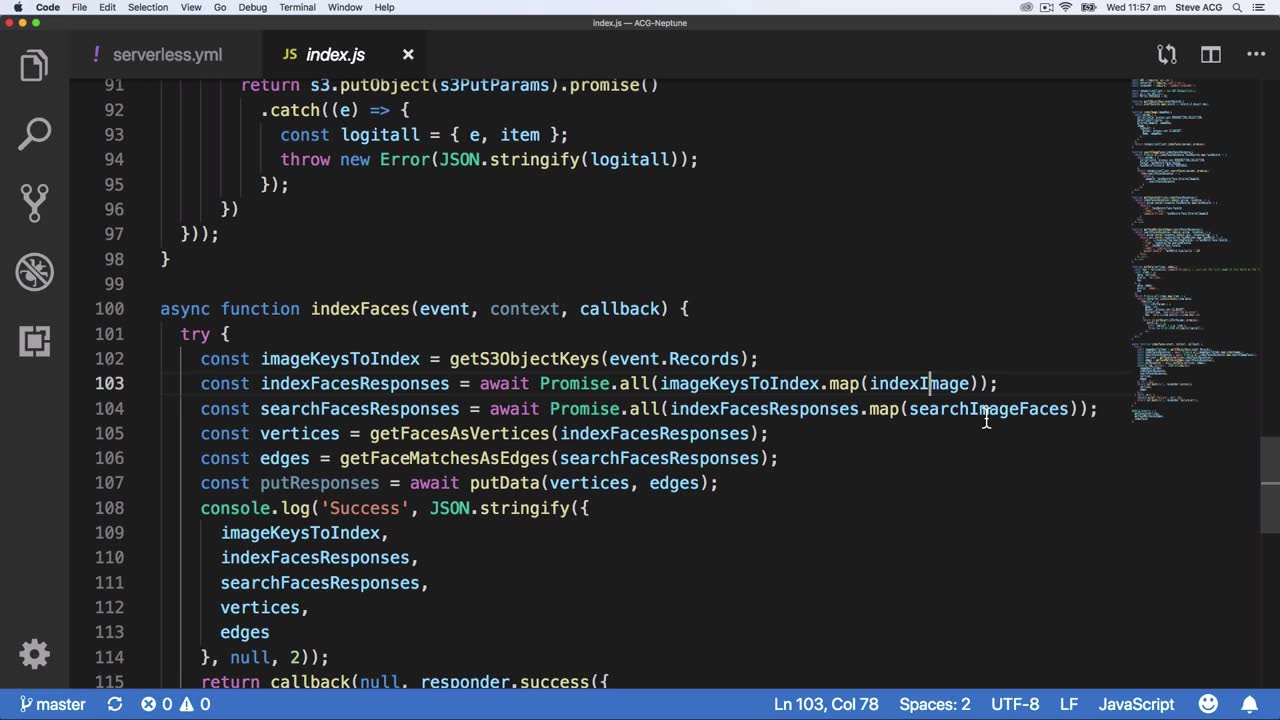 Code File Edit Selection View Go Debug Terminal Window Help Wed 11:57 am Steve ACG
index.js — ACG-Neptune
! serverless.yml JS index.js
91 return s3.putObject(s3PutParams).promise()
92 .catch((e) => {
93 const logitall = { e, item };
94 throw new Error(JSON.stringify(logitall));
95 });
96 })
97 }));
98 }
99
100 async function indexFaces(event, context, callback) {
101 try {
102 const imageKeysToIndex = getS3ObjectKeys(event.Records);
103 const indexFacesResponses = await Promise.all(imageKeysToIndex.map(indexImage));
104 const searchFacesResponses = await Promise.all(indexFacesResponses.map(searchImageFaces));
105 const vertices = getFacesAsVertices(indexFacesResponses);
106 const edges = getFaceMatchesAsEdges(searchFacesResponses);
107 const putResponses = await putData(vertices, edges);
108 console.log('Success', JSON.stringify({
109 imageKeysToIndex,
110 indexFacesResponses,
111 searchFacesResponses,
112 vertices,
113 edges
114 }, null, 2));
115 return callback(null, responder.success({
master 0 0 Ln 103, Col 78 Spaces: 2 UTF-8 LF JavaScript